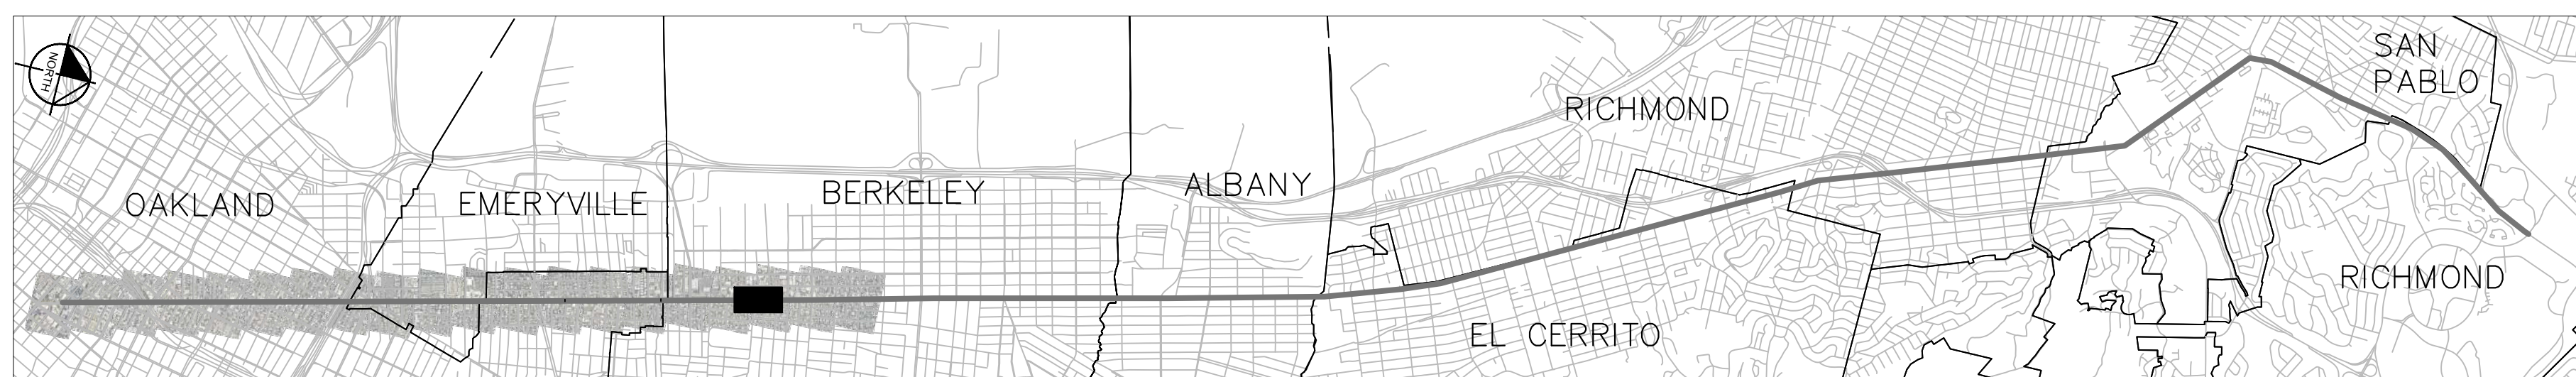 NORTH
OAKLAND
EMERYVILLE
BERKELEY
ALBANY
RICHMOND
EL CERRITO
SAN
PABLO
RICHMOND